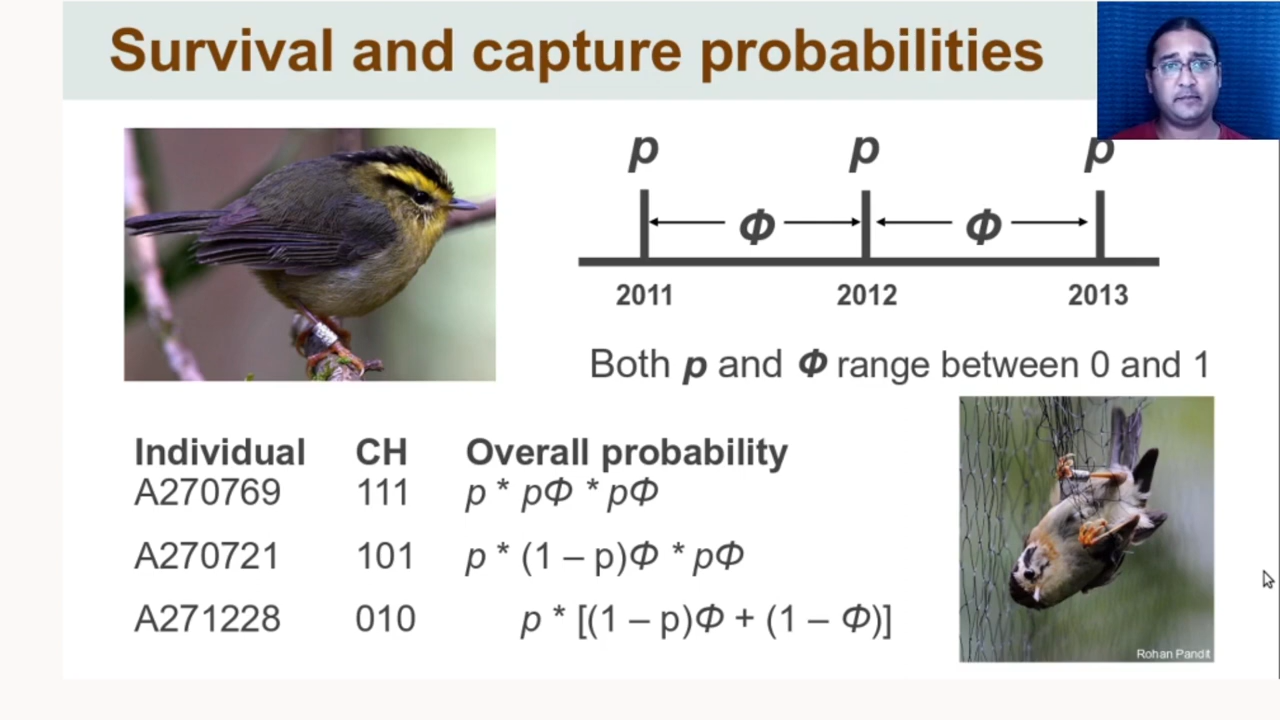 Survival and capture probabilities
p p p
Φ Φ
2011 2012 2013
Both p and Φ range between 0 and 1
Individual CH Overall probability
A270769 111 p * pΦ * pΦ
A270721 101 p * (1 – p)Φ * pΦ
A271228 010 p * [(1 – p)Φ + (1 – Φ)]
Rohan Pandit